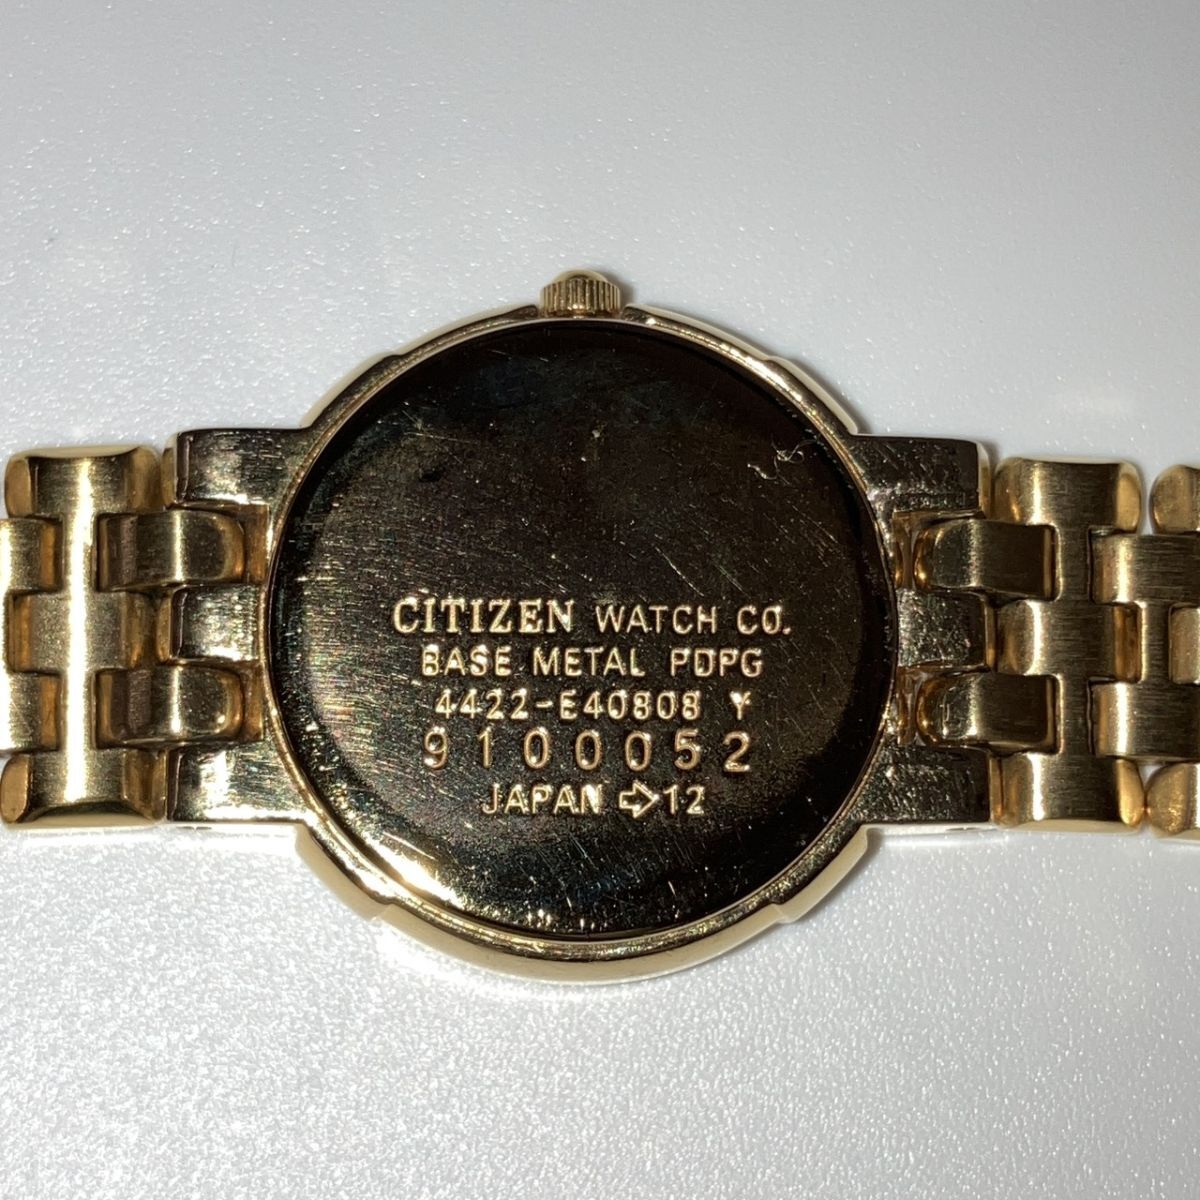 CITIZEN WATCH CO.
BASE METAL PDPG
4422-E40808 Y
9100052
JAPAN ⇨12